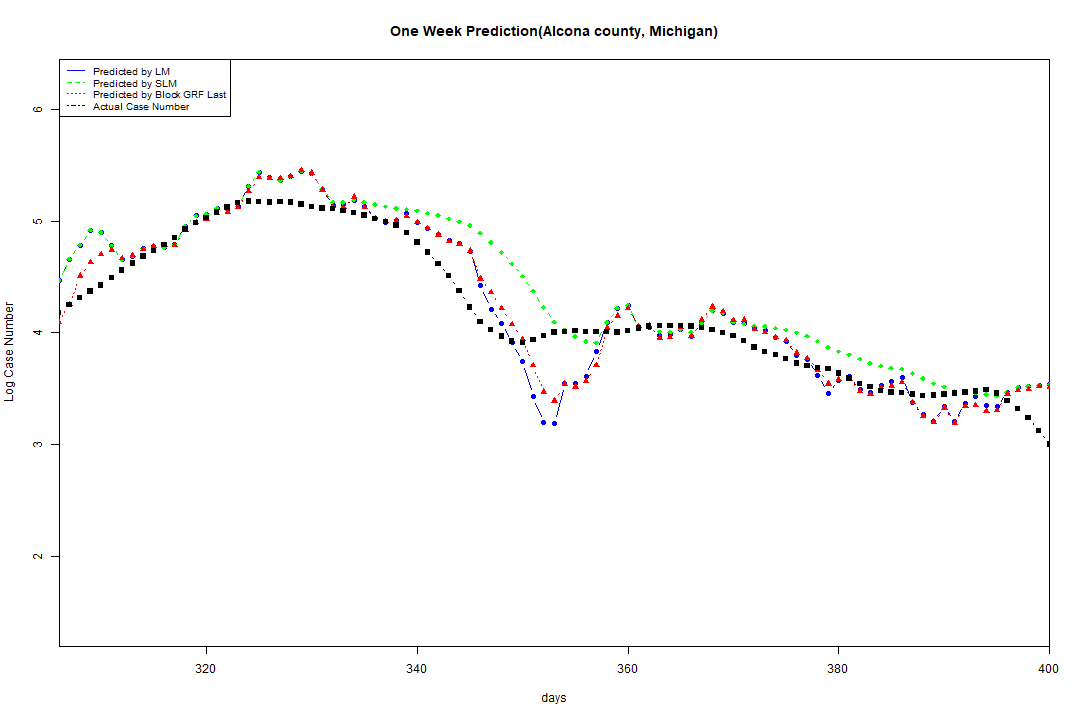 One Week Prediction(Alcona county, Michigan)
Predicted by LM
Predicted by SLM
Predicted by Block GRF Last
Actual Case Number
6
5
4
3
2
Log Case Number
320
340
360
380
400
days